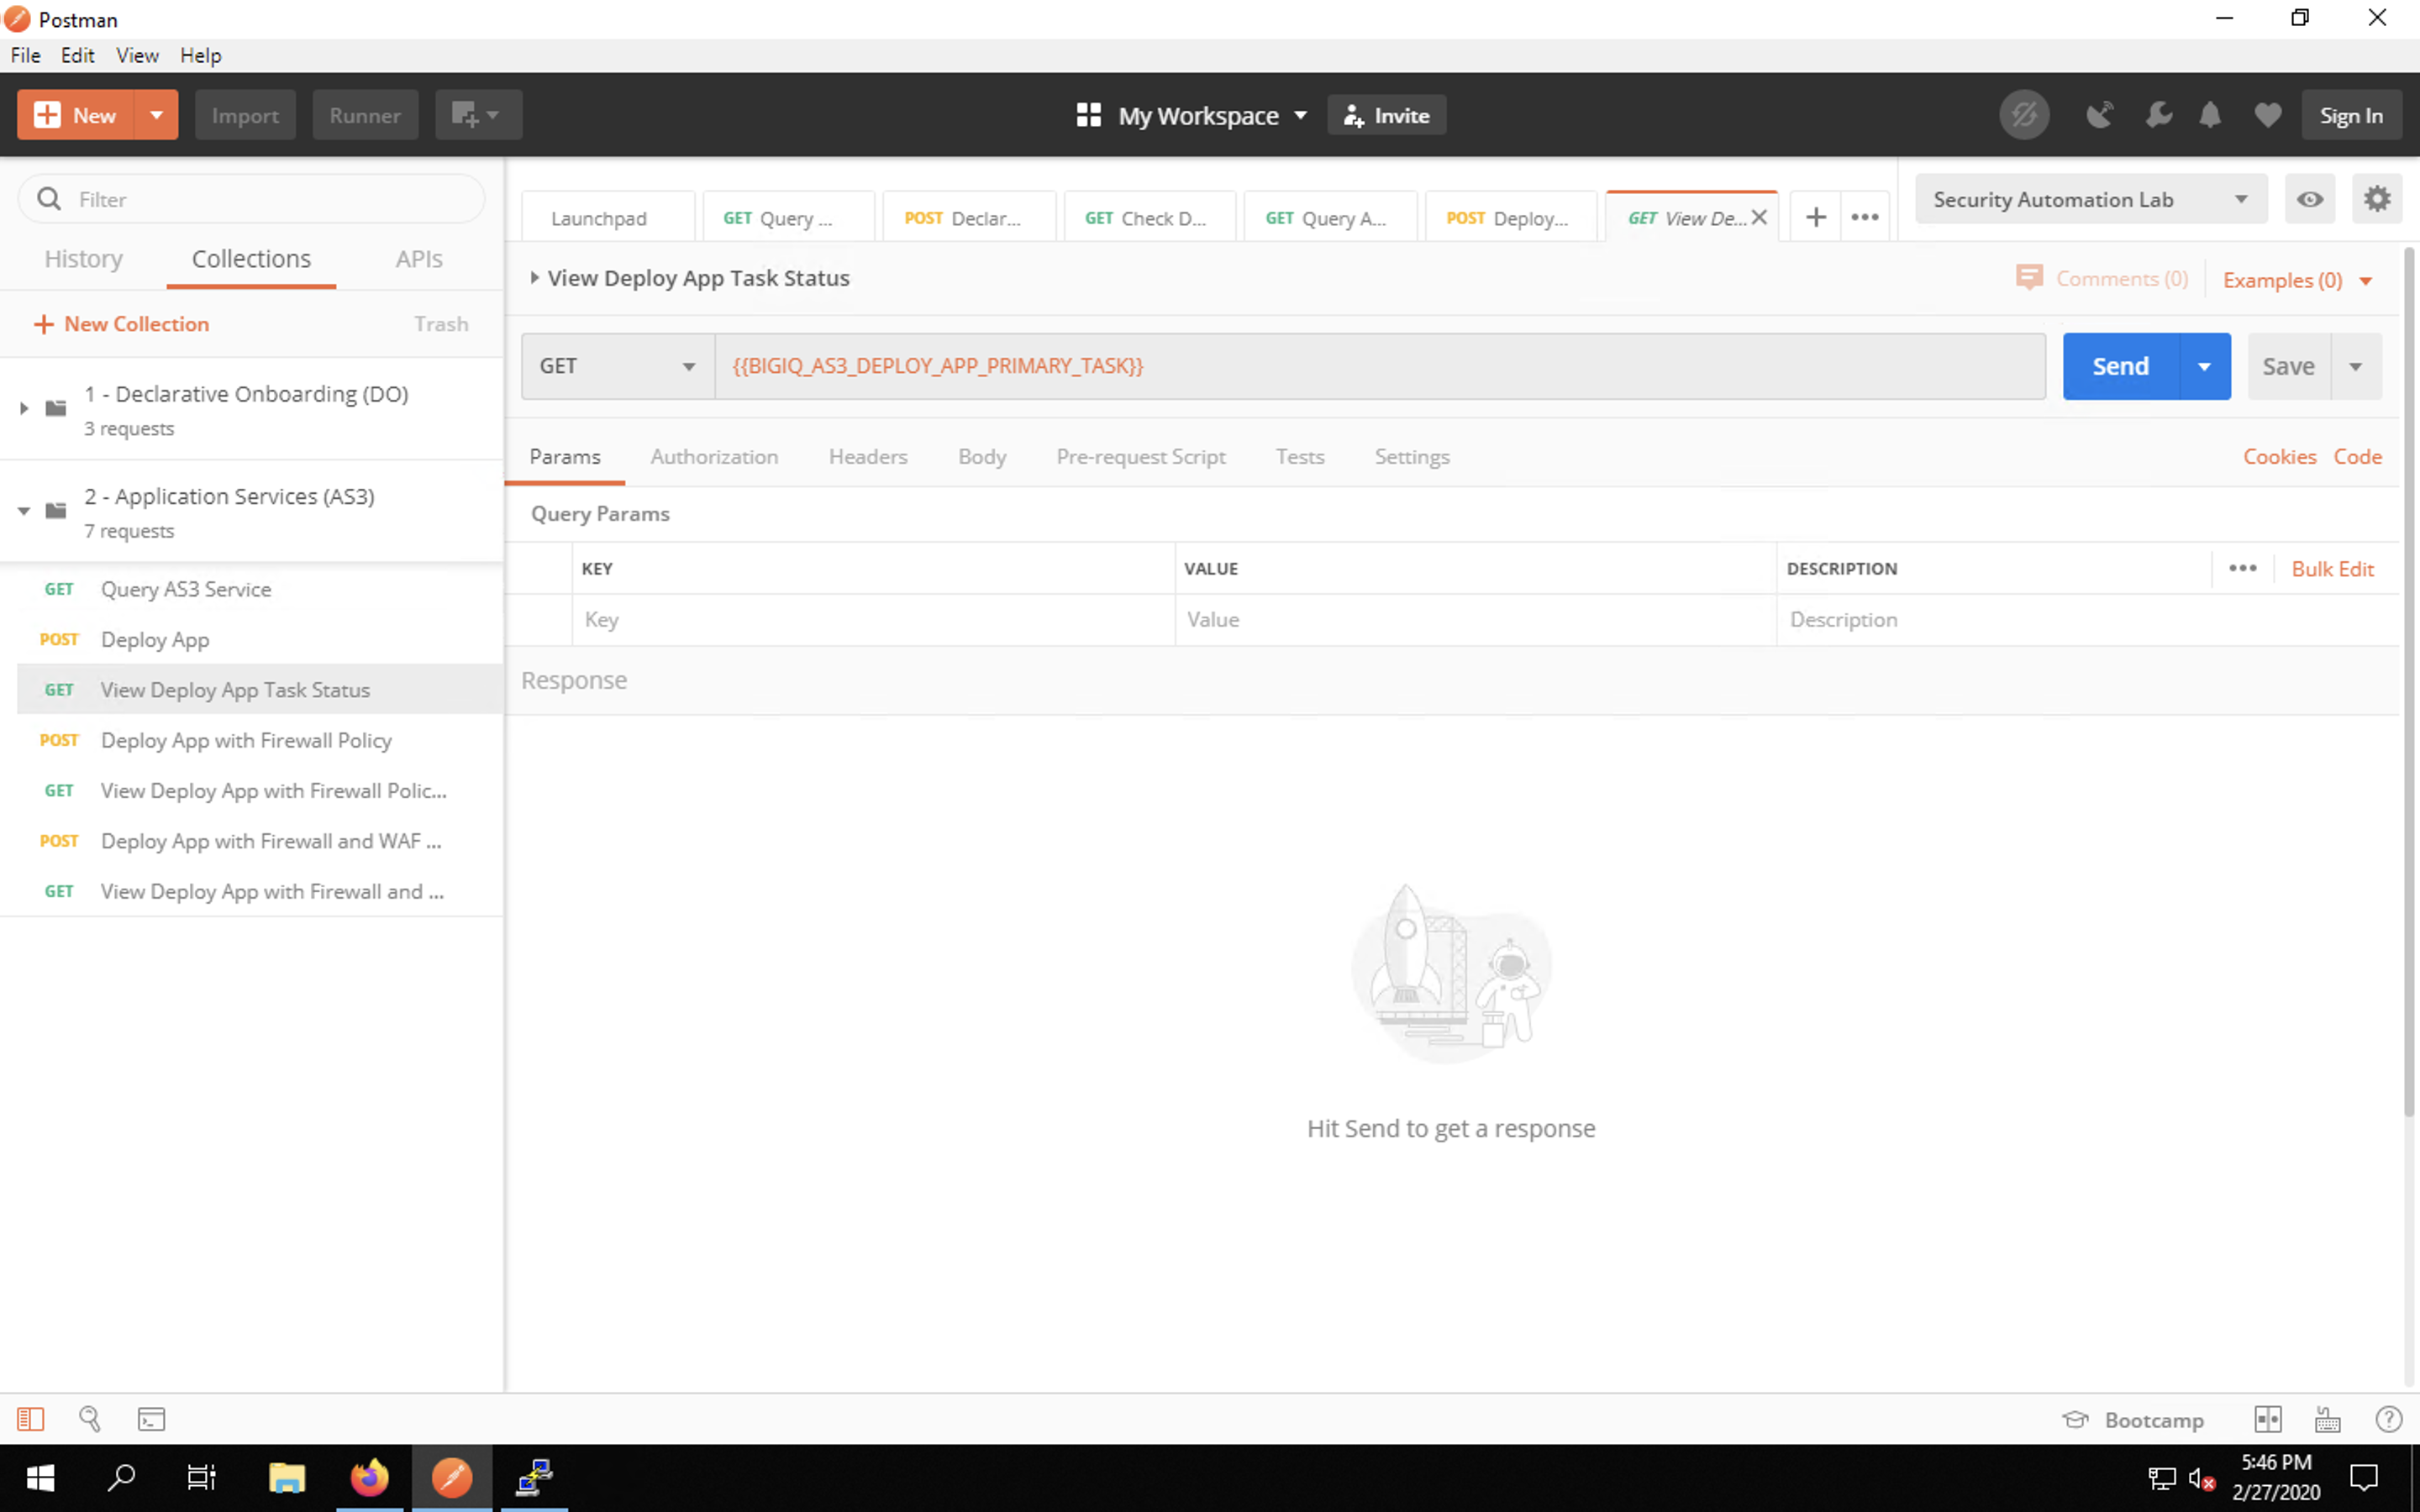 Postman
File Edit View Help
New Import Runner My Workspace Invite Sign In
Filter
History Collections APIs
New Collection Trash
1 - Declarative Onboarding (DO)
3 requests
2 - Application Services (AS3)
7 requests
GET Query AS3 Service
POST Deploy App
GET View Deploy App Task Status
POST Deploy App with Firewall Policy
GET View Deploy App with Firewall Polic...
POST Deploy App with Firewall and WAF ...
GET View Deploy App with Firewall and ...
Launchpad GET Query ... POST Declar... GET Check D... GET Query A... POST Deploy... GET View De... Security Automation Lab
View Deploy App Task Status Comments (0) Examples (0)
GET {{BIGIQ_AS3_DEPLOY_APP_PRIMARY_TASK}} Send Save
Params Authorization Headers Body Pre-request Script Tests Settings Cookies Code
Query Params
KEY VALUE DESCRIPTION Bulk Edit
Key Value Description
Response
Hit Send to get a response
Bootcamp
5:46 PM
2/27/2020